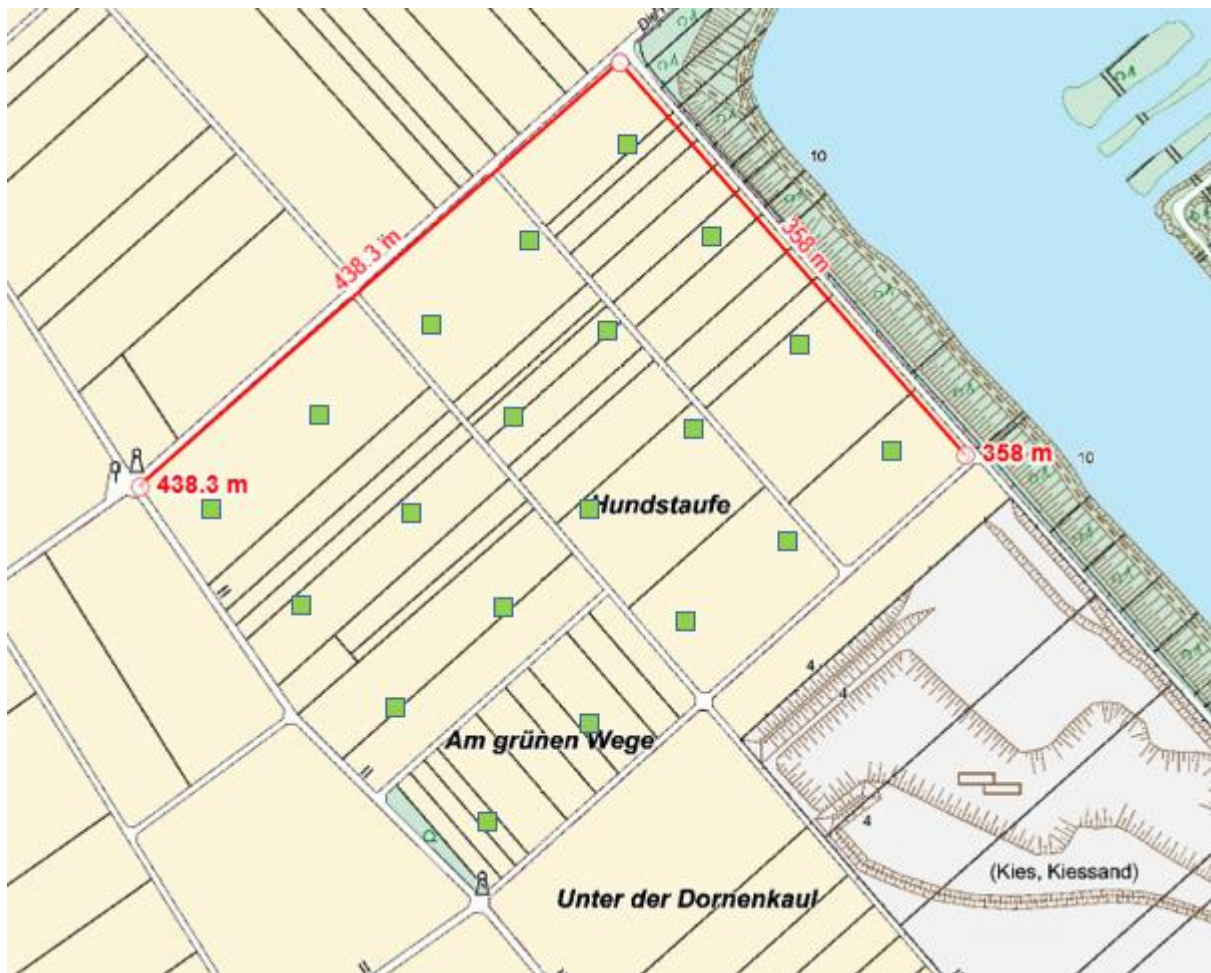 10
438.3 m
358 m
438.3 m
358 m
10
Hundstaufe
4
4
Am grünen Wege
4
(Kies, Kiessand)
Unter der Dornenkaul